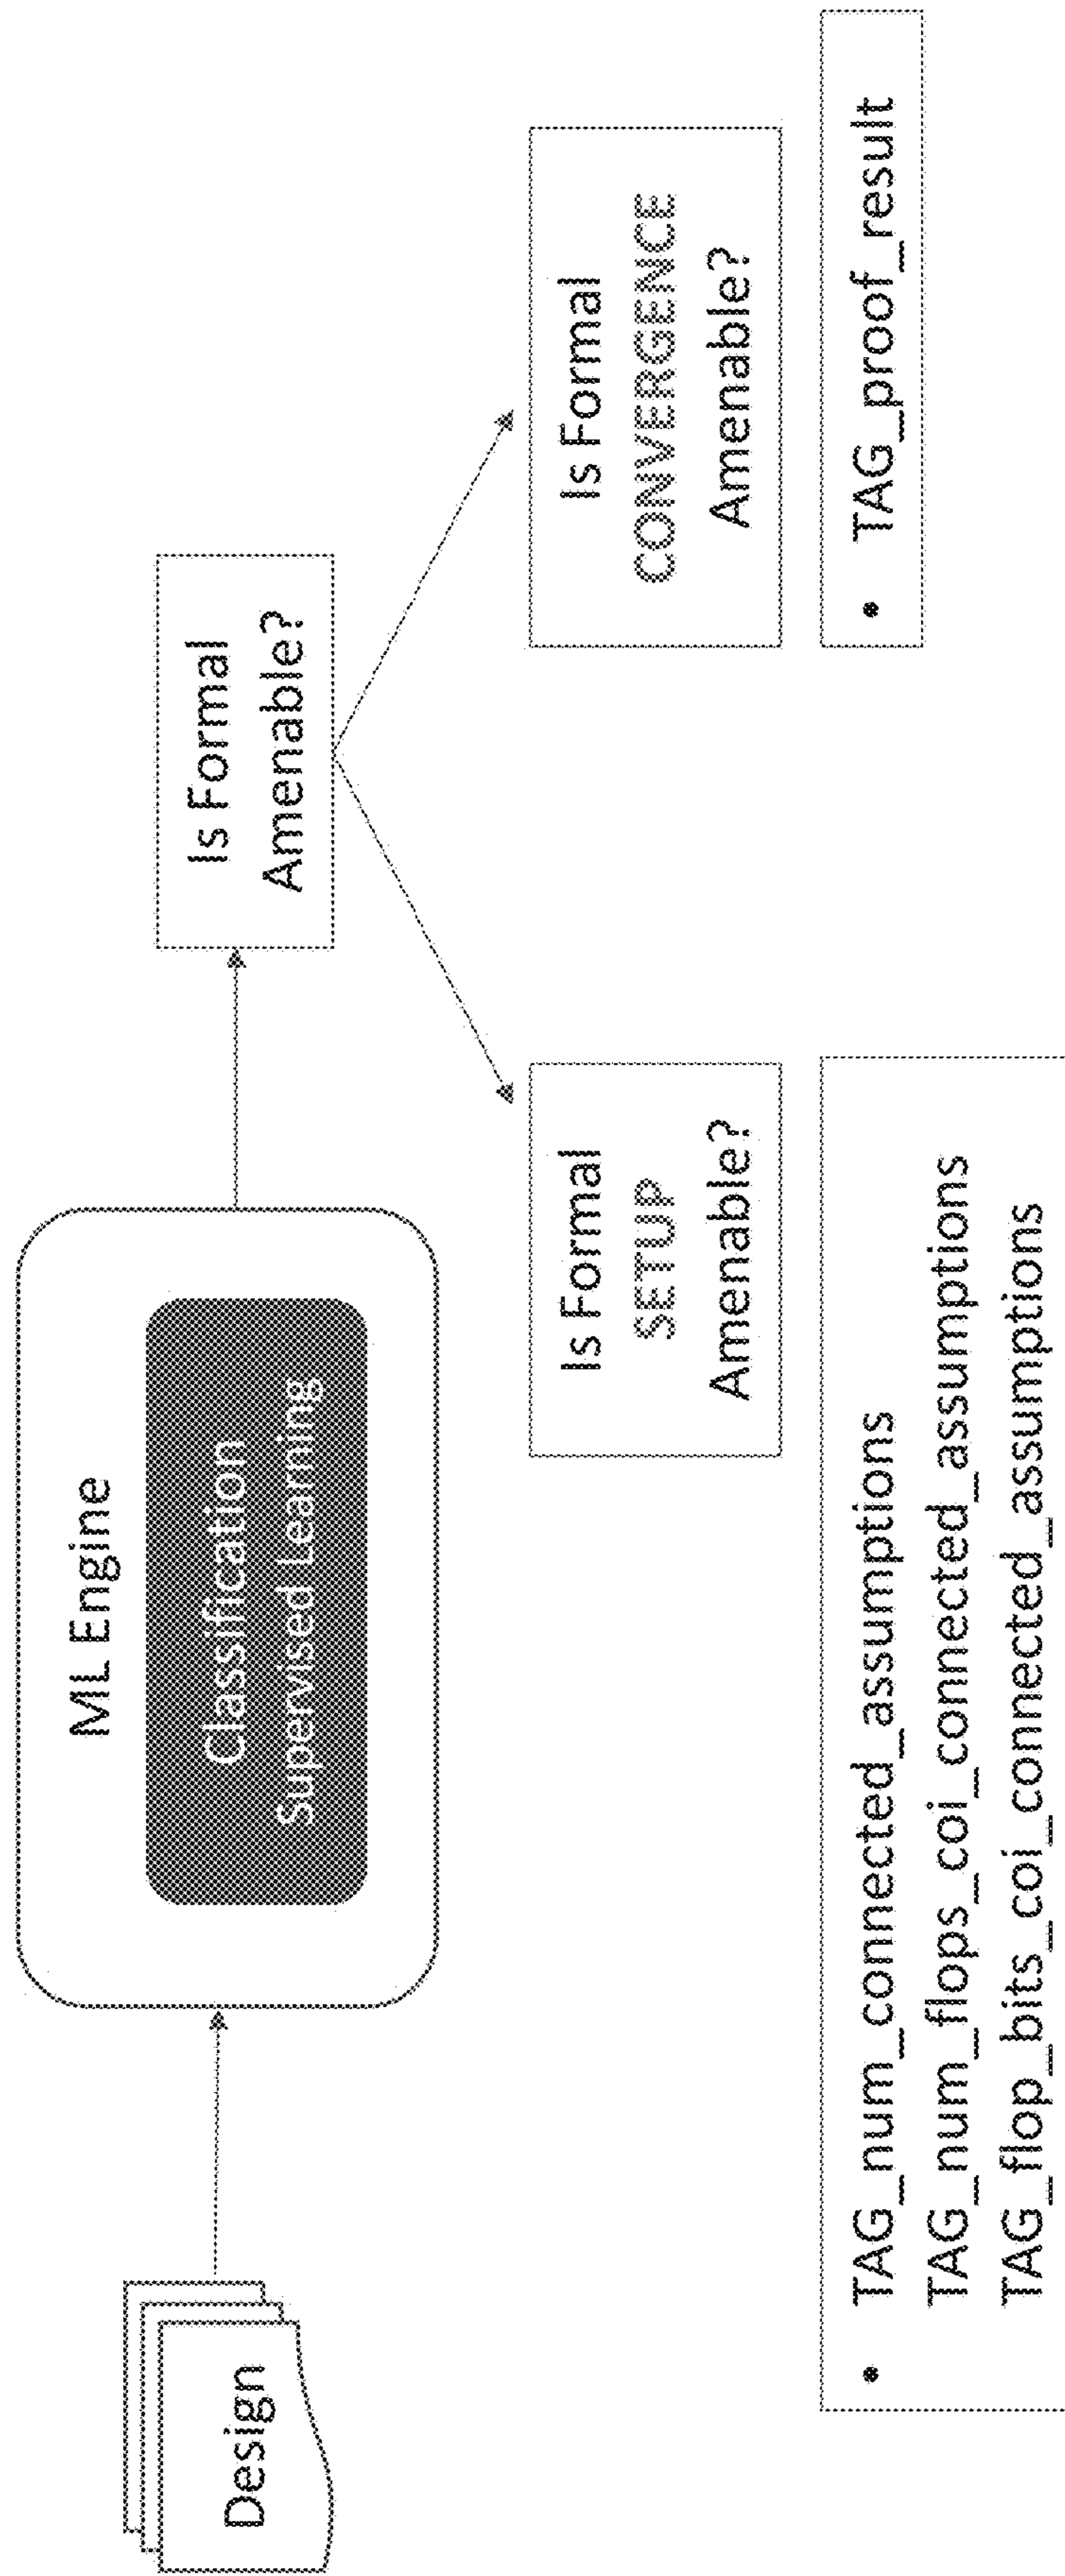 Design
ML Engine
Classification
Supervised Learning
Is Formal
Amenable?
Is Formal
SETUP
Amenable?
Is Formal
CONVERGENCE
Amenable?
• TAG_num_connected_assumptions
TAG_num_flops_coi_connected_assumptions
TAG_flop_bits_coi_connected_assumptions
• TAG_proof_result